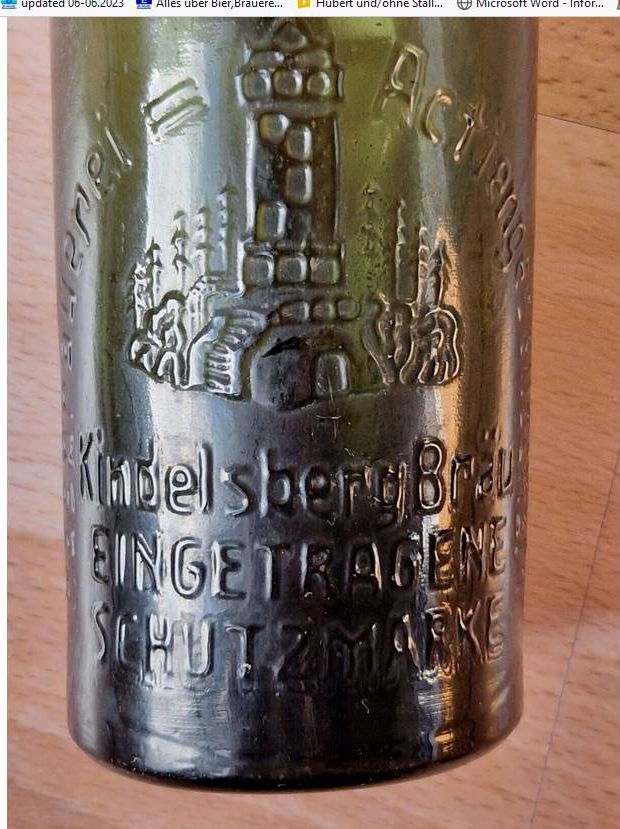 updated 06-06.2023
Alles über Bier,Brauere...
Hubert und/ohne Stall...
Microsoft Word - Infor...
Actienge
Kindelsberg Bräu
EINGETRAGENE
SCHUTZMARKE